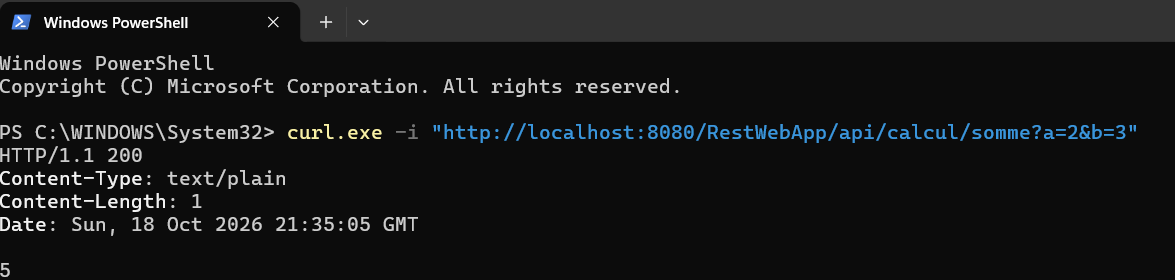 Windows PowerShell
Windows PowerShell
Copyright (C) Microsoft Corporation. All rights reserved.
PS C:\WINDOWS\System32> curl.exe -i "http://localhost:8080/RestWebApp/api/calcul/somme?a=2&b=3"
HTTP/1.1 200
Content-Type: text/plain
Content-Length: 1
Date: Sun, 18 Oct 2026 21:35:05 GMT
5